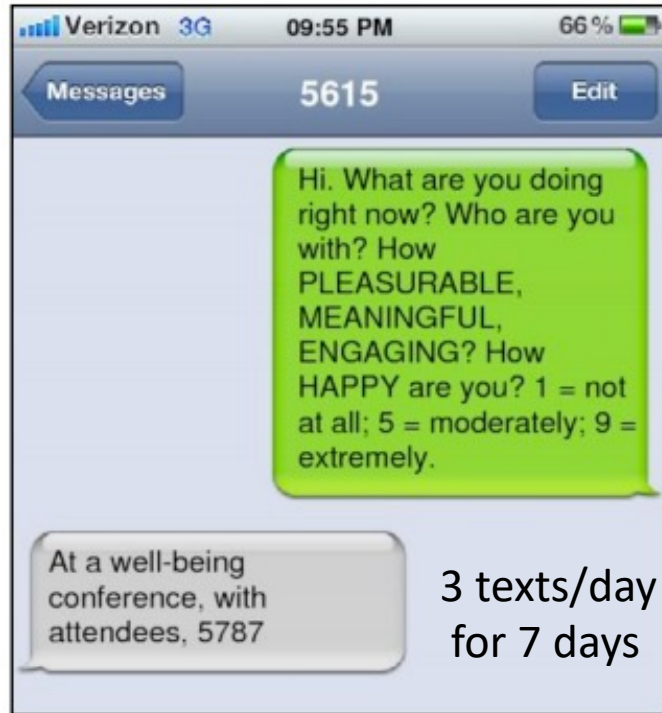 Verizon 3G 09:55 PM 66%
Messages 5615 Edit
Hi. What are you doing
right now? Who are you
with? How
PLEASURABLE,
MEANINGFUL,
ENGAGING? How
HAPPY are you? 1 = not
at all; 5 = moderately; 9 =
extremely.
At a well-being
conference, with
attendees, 5787
3 texts/day
for 7 days